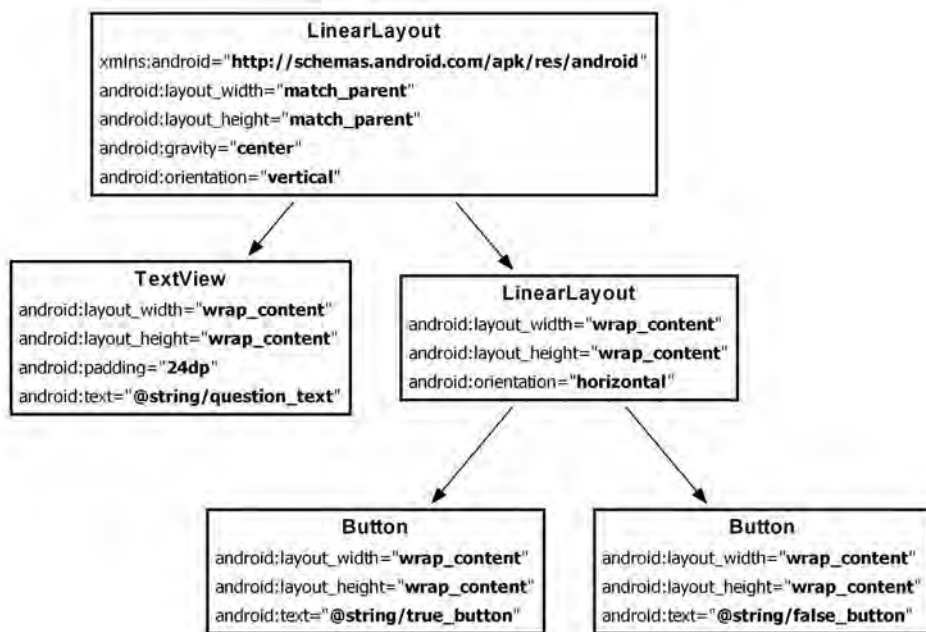 LinearLayout
xmlns:android="http://schemas.android.com/apk/res/android"
android:layout_width="match_parent"
android:layout_height="match_parent"
android:gravity="center"
android:orientation="vertical"
TextView
android:layout_width="wrap_content"
android:layout_height="wrap_content"
android:padding="24dp"
android:text="@string/question_text"
LinearLayout
android:layout_width="wrap_content"
android:layout_height="wrap_content"
android:orientation="horizontal"
Button
android:layout_width="wrap_content"
android:layout_height="wrap_content"
android:text="@string/true_button"
Button
android:layout_width="wrap_content"
android:layout_height="wrap_content"
android:text="@string/false_button"